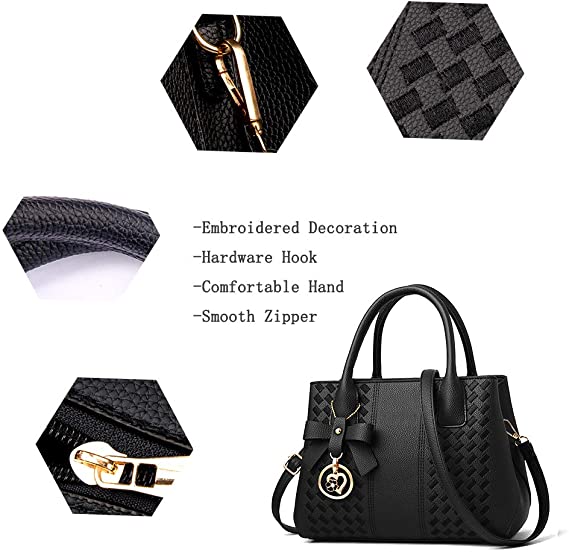 -Embroidered Decoration
-Hardware Hook
-Comfortable Hand
-Smooth Zipper